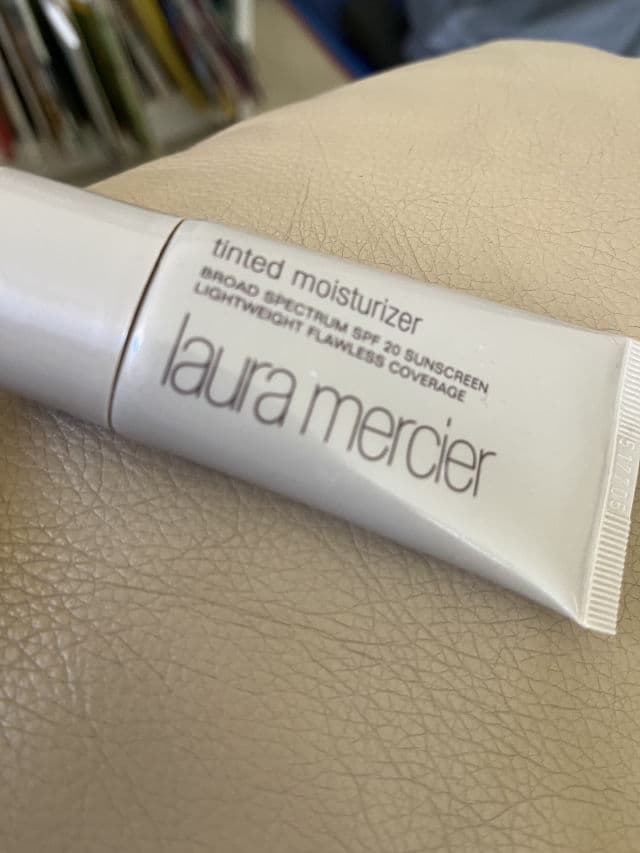 tinted moisturizer
BROAD SPECTRUM SPF 20 SUNSCREEN
LIGHTWEIGHT FLAWLESS COVERAGE
laura mercier